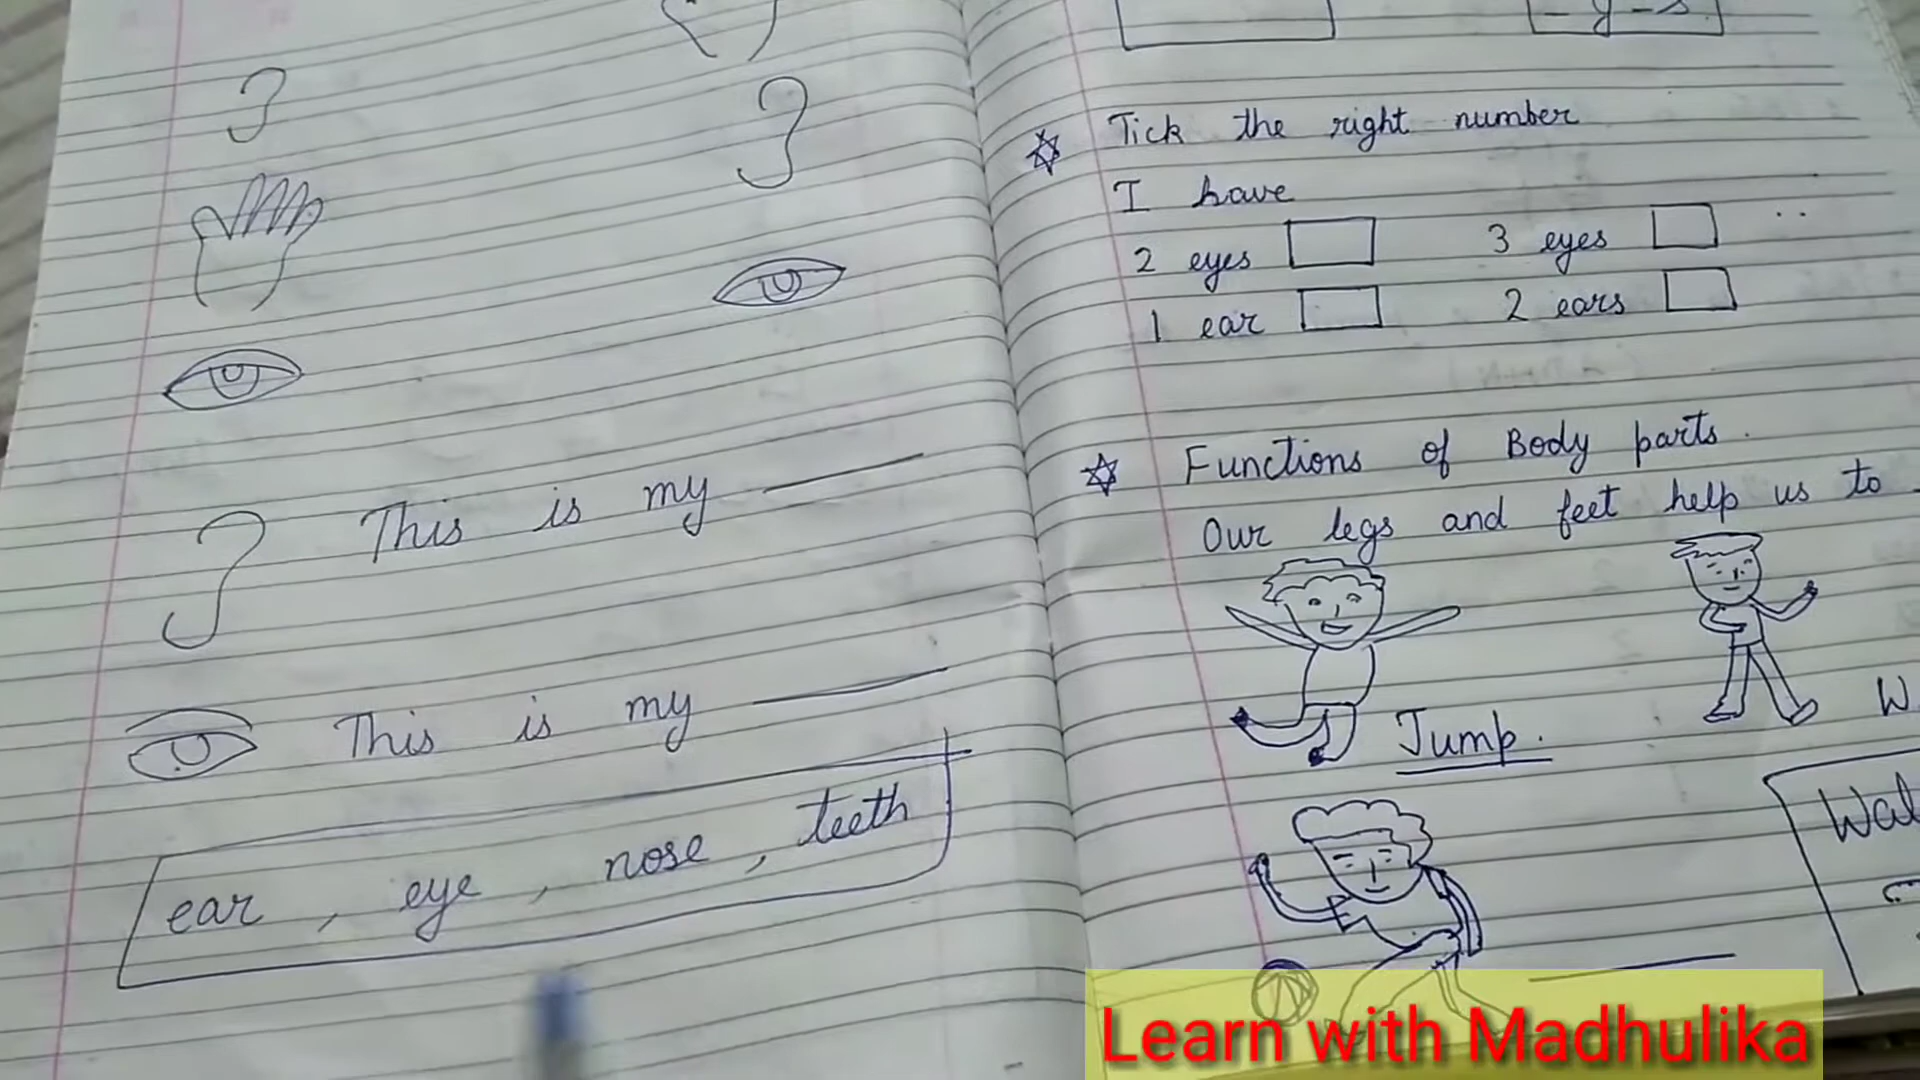 This is my
This is my
ear , eye , nose , teeth
Tick the right number
I have
2 eyes 3 eyes
1 ear 2 ears
Functions of Body parts.
Our legs and feet help us to
Jump.
Learn with Madhulika